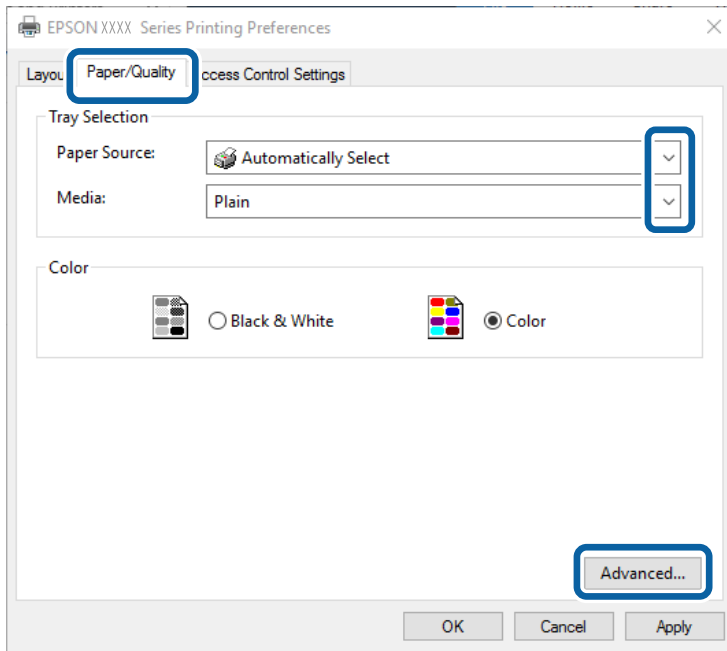 EPSON XXXX Series Printing Preferences
Layou Paper/Quality ccess Control Settings
Tray Selection
Paper Source: Automatically Select
Media: Plain
Color
Black & White Color
Advanced...
OK Cancel Apply